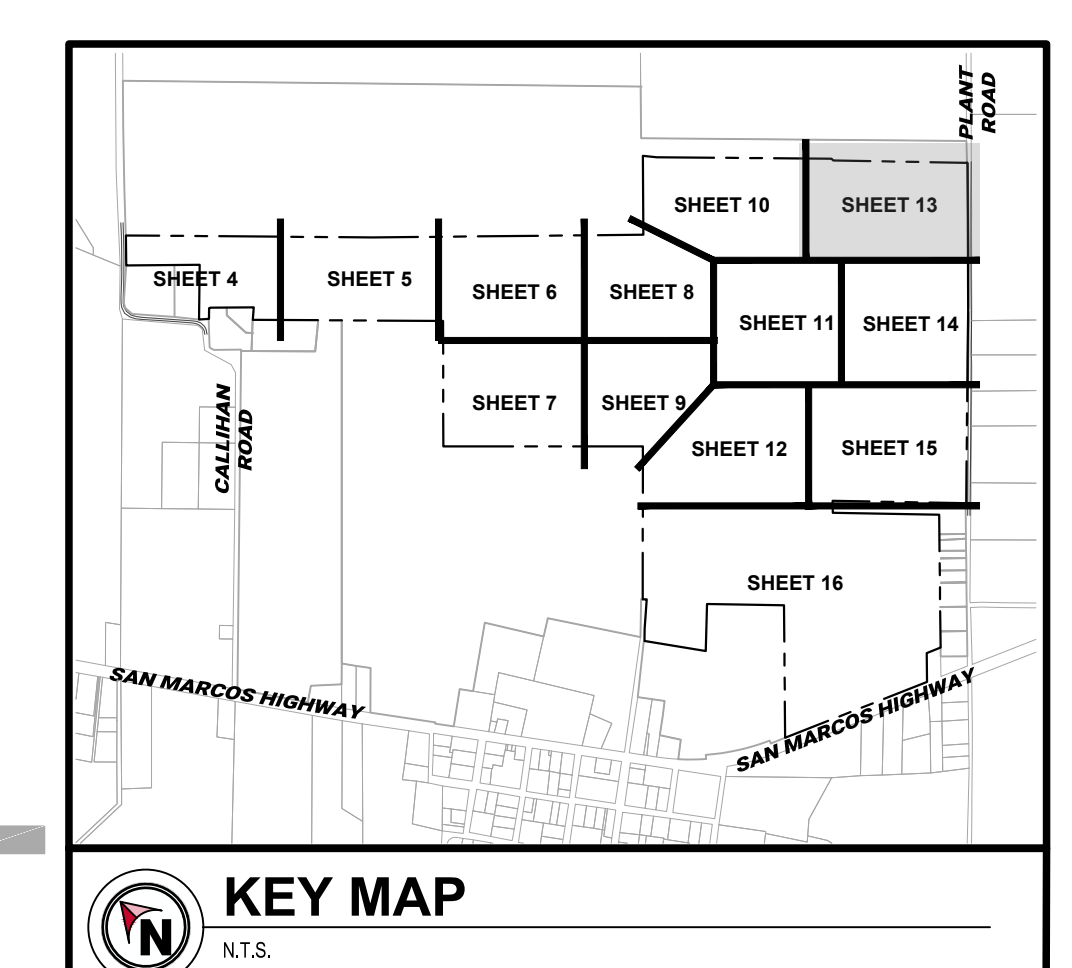 PLANT
ROAD
SHEET 10
SHEET 13
SHEET 4
SHEET 5
SHEET 6
SHEET 8
SHEET 11
SHEET 14
SHEET 7
SHEET 9
SHEET 12
SHEET 15
CALLIHAN
ROAD
SHEET 16
SAN MARCOS HIGHWAY
SAN MARCOS HIGHWAY
KEY MAP
N
N.T.S.